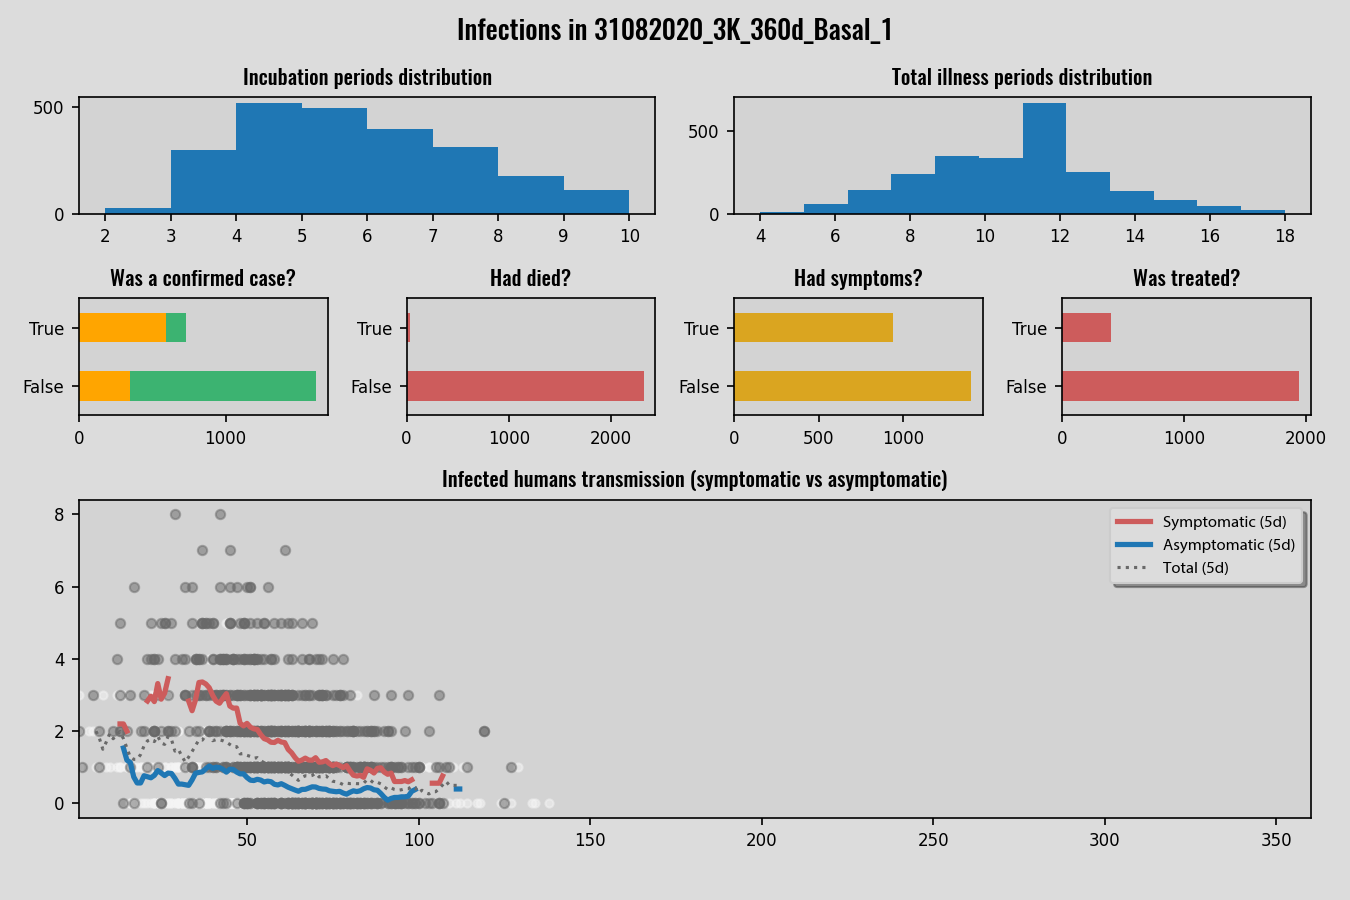 Infections in 31082020_3K_360d_Basal_1
Incubation periods distribution
500
0
2 3 4 5 6 7 8 9 10
Total illness periods distribution
500
0
4 6 8 10 12 14 16 18
Was a confirmed case?
True
False
0 1000
Had died?
True
False
0 1000 2000
Had symptoms?
True
False
0 500 1000
Was treated?
True
False
0 1000 2000
Infected humans transmission (symptomatic vs asymptomatic)
8
6
4
2
0
50 100 150 200 250 300 350
Symptomatic (5d)
Asymptomatic (5d)
Total (5d)